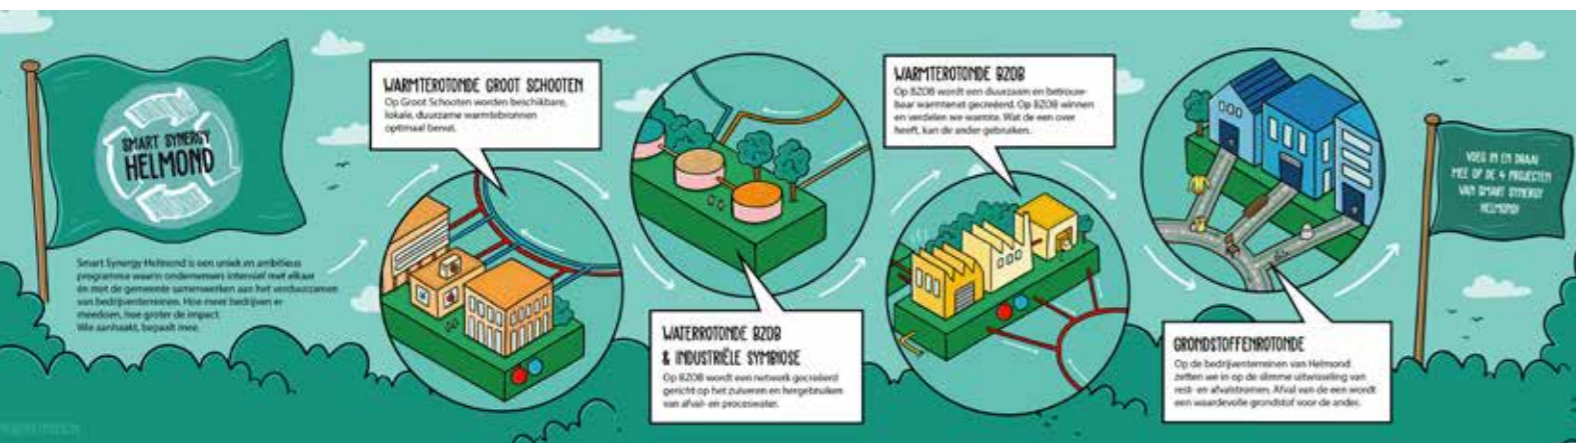 SMART SYNERGY
HELMOND
Smart Synergy Helmond is een uniek en ambitieus
programma waarin ondernemers intensief met elkaar
én met de gemeente samenwerken aan het verduurzamen
van bedrijventerreinen. Hoe meer bedrijven er
meedoen, hoe groter de impact.
Wie aanhaakt, bepaalt mee.
WARMTEROTONDE GROOT SCHOOTEN
Op Groot Schooten worden beschikbare,
lokale, duurzame warmtebronnen
optimaal benut.
WATERROTONDE BZOB
& INDUSTRIËLE SYMBIOSE
Op BZOB wordt een netwerk gecreëerd
gericht op het zuiveren en hergebruiken
van afval- en proceswater.
WARMTEROTONDE BZOB
Op BZOB wordt een duurzaam en betrouw-
baar warmtenet gecreëerd. Op BZOB winnen
en verdelen we warmte. Wat de een over
heeft, kan de ander gebruiken.
GRONDSTOFFENROTONDE
Op de bedrijventerreinen van Helmond
zetten we in op de slimme uitwisseling van
rest- en afvalstromen. Afval van de een wordt
een waardevolle grondstof voor de ander.
VOEG IN EN DRAAI
MEE OP DE 4 PROJECTEN
VAN SMART SYNERGY
HELMOND!